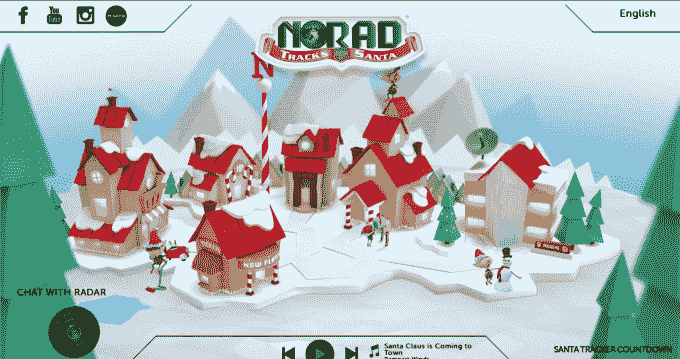 English
NORAD
TRACKS SANTA
N
CHAT WITH RADAR
Santa Claus is Coming to
Town
SANTA TRACKER COUNTDOWN